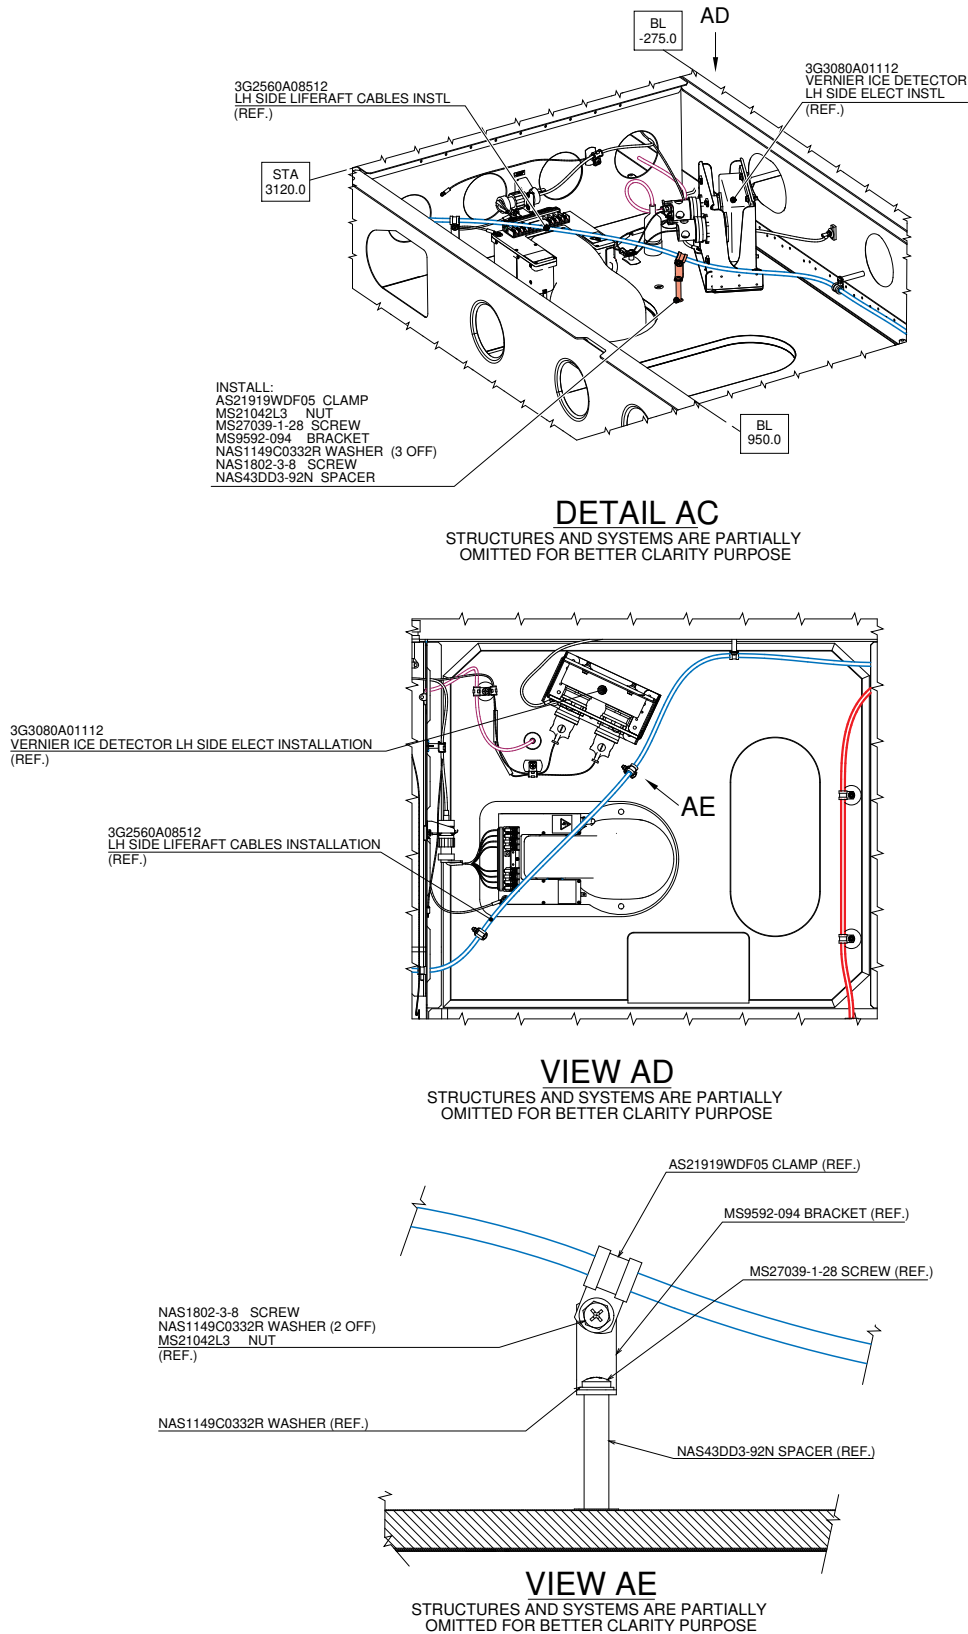 BL
-275.0
AD
3G3080A01112
VERNIER ICE DETECTOR
LH SIDE ELECT INSTL
(REF.)
3G2560A08512
LH SIDE LIFERAFT CABLES INSTL
(REF.)
STA
3120.0
INSTALL:
AS21919WDF05 CLAMP
MS21042L3 NUT
MS27039-1-28 SCREW
MS9592-094 BRACKET
NAS1149C0332R WASHER (3 OFF)
NAS1802-3-8 SCREW
NAS43DD3-92N SPACER
BL
950.0
DETAIL AC
STRUCTURES AND SYSTEMS ARE PARTIALLY
OMITTED FOR BETTER CLARITY PURPOSE
3G3080A01112
VERNIER ICE DETECTOR LH SIDE ELECT INSTALLATION
(REF.)
AE
3G2560A08512
LH SIDE LIFERAFT CABLES INSTALLATION
(REF.)
VIEW AD
STRUCTURES AND SYSTEMS ARE PARTIALLY
OMITTED FOR BETTER CLARITY PURPOSE
AS21919WDF05 CLAMP (REF.)
MS9592-094 BRACKET (REF.)
MS27039-1-28 SCREW (REF.)
NAS1802-3-8 SCREW
NAS1149C0332R WASHER (2 OFF)
MS21042L3 NUT
(REF.)
NAS1149C0332R WASHER (REF.)
NAS43DD3-92N SPACER (REF.)
VIEW AE
STRUCTURES AND SYSTEMS ARE PARTIALLY
OMITTED FOR BETTER CLARITY PURPOSE